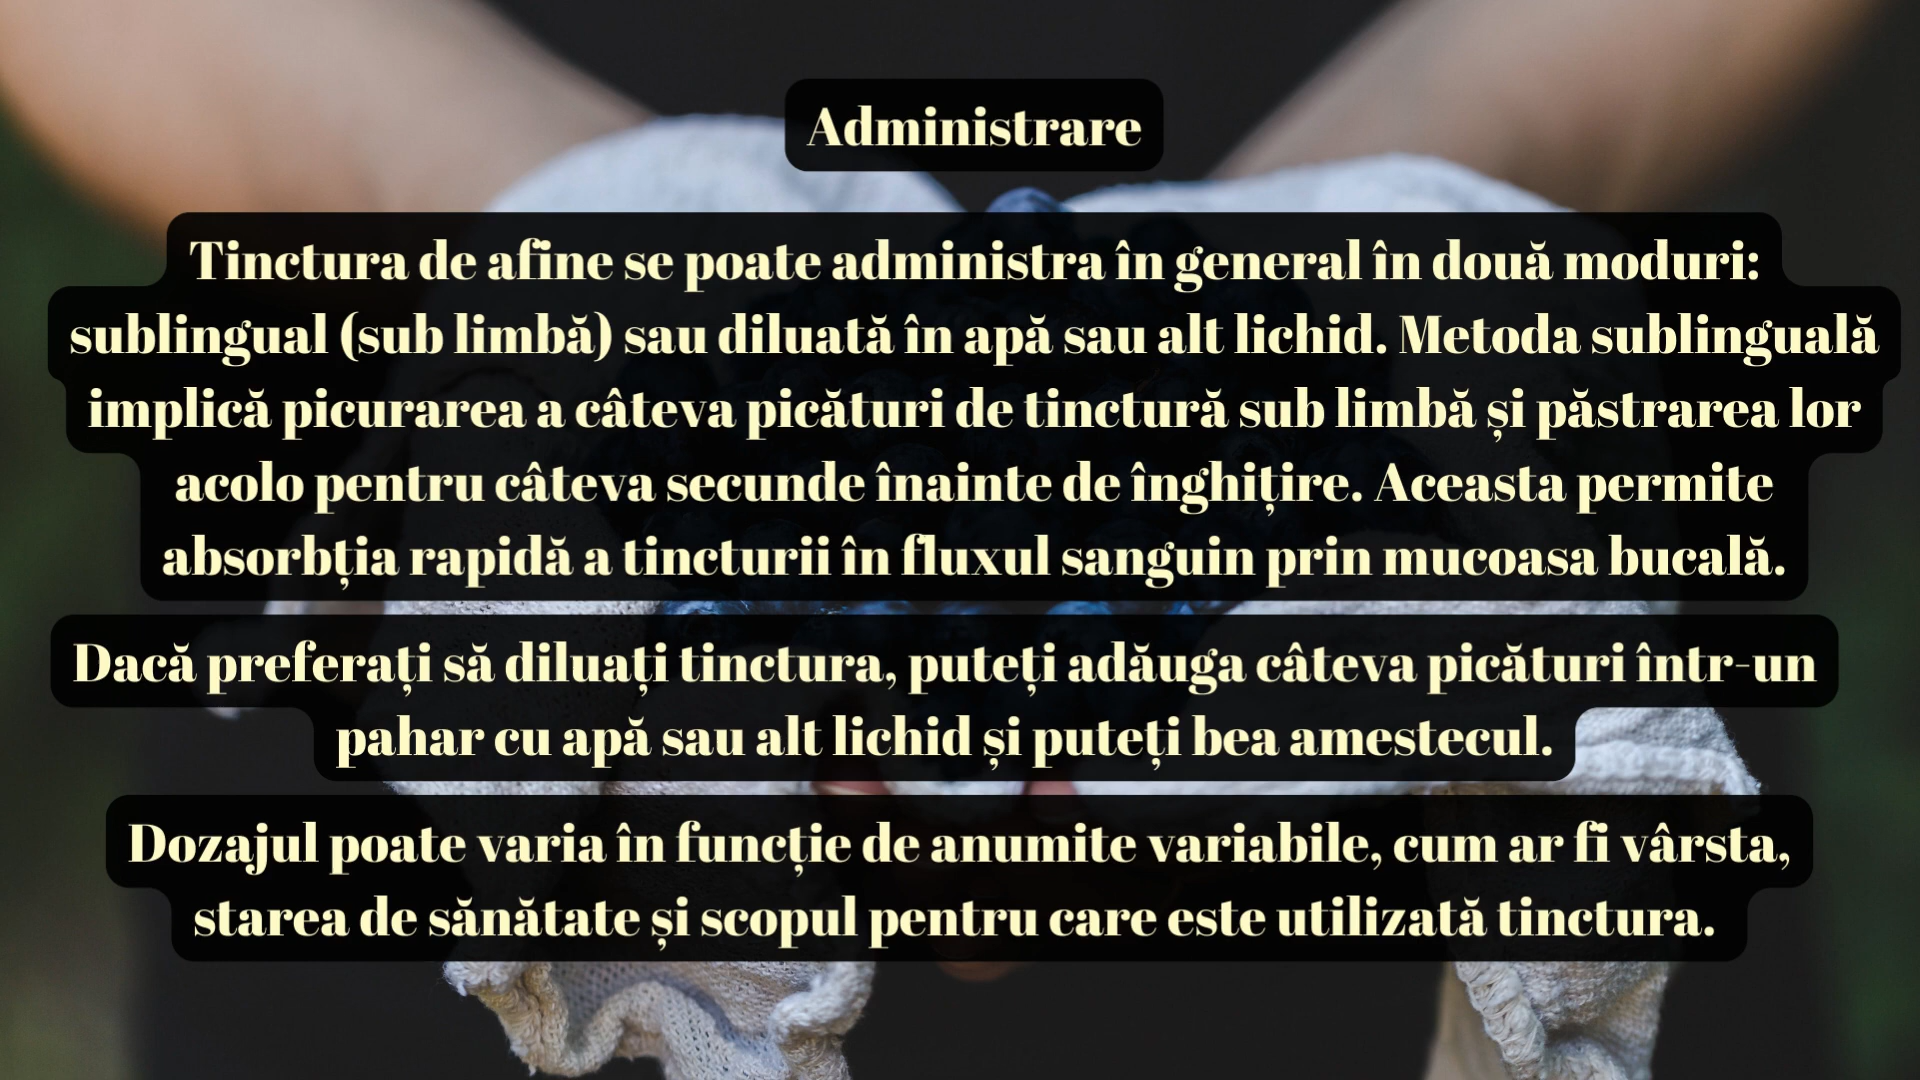 Administrare
Tinctura de afine se poate administra în general în două moduri:
sublingual (sub limbă) sau diluată în apă sau alt lichid. Metoda sublinguală
implică picurarea a câteva picături de tinctură sub limbă și păstrarea lor
acolo pentru câteva secunde înainte de înghițire. Aceasta permite
absorbția rapidă a tincturii în fluxul sanguin prin mucoasa bucală.
Dacă preferați să diluați tinctura, puteți adăuga câteva picături într-un
pahar cu apă sau alt lichid și puteți bea amestecul.
Dozajul poate varia în funcție de anumite variabile, cum ar fi vârsta,
starea de sănătate și scopul pentru care este utilizată tinctura.